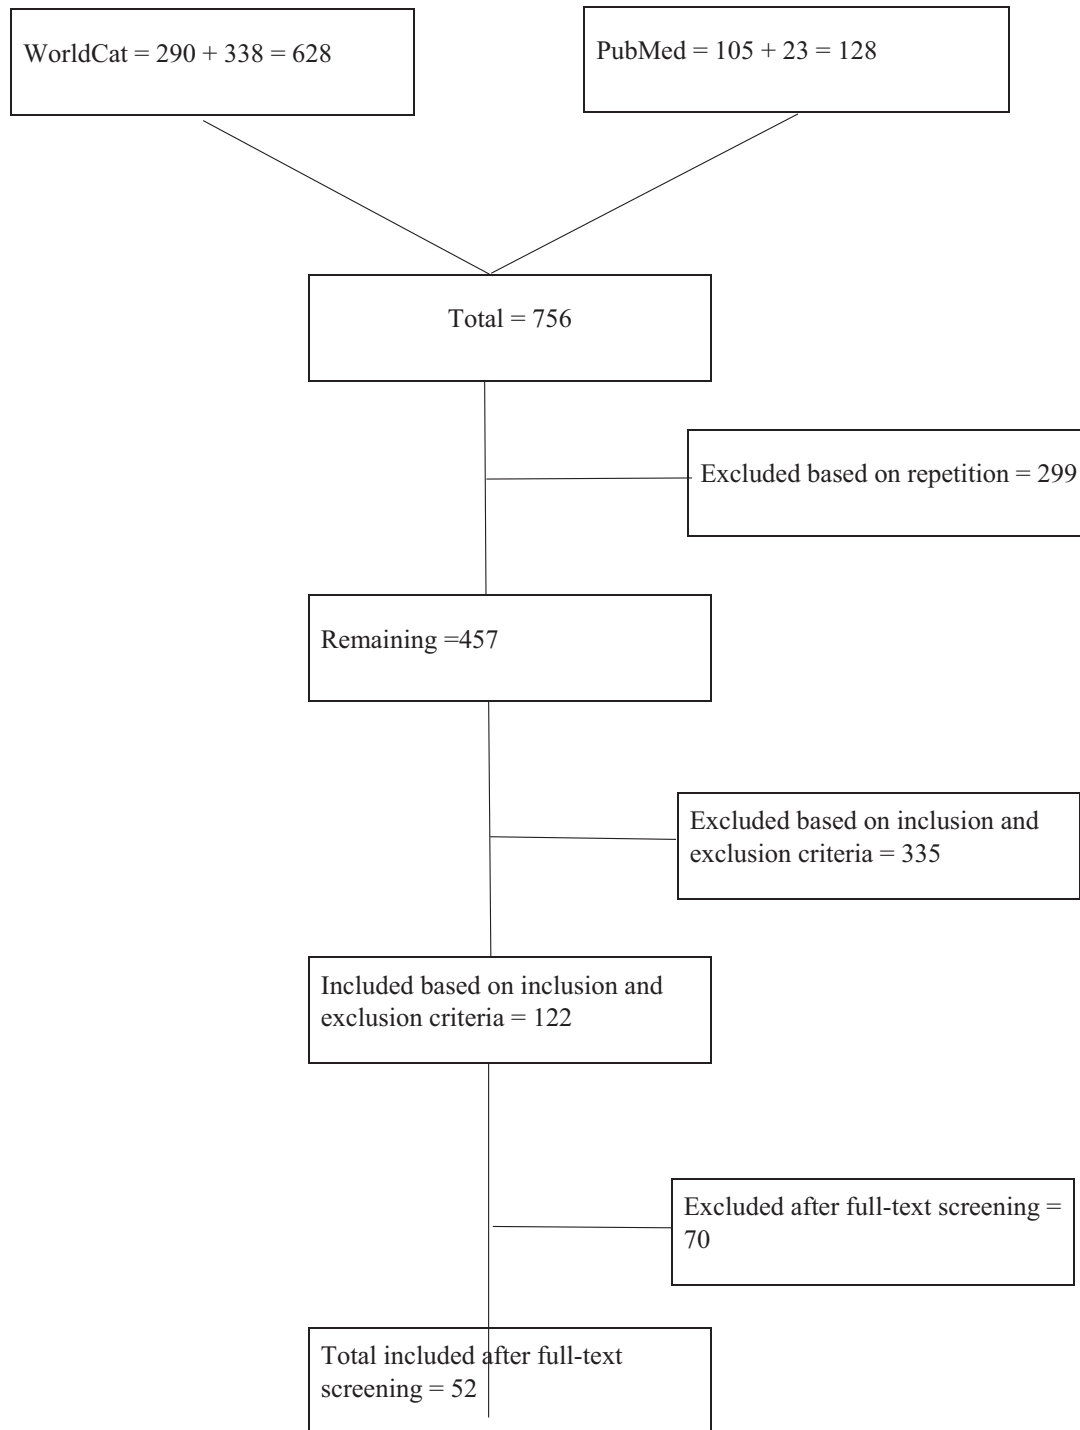 WorldCat = 290 + 338 = 628
PubMed = 105 + 23 = 128
Total = 756
Excluded based on repetition = 299
Remaining =457
Excluded based on inclusion and
exclusion criteria = 335
Included based on inclusion and
exclusion criteria = 122
Excluded after full-text screening =
70
Total included after full-text
screening = 52